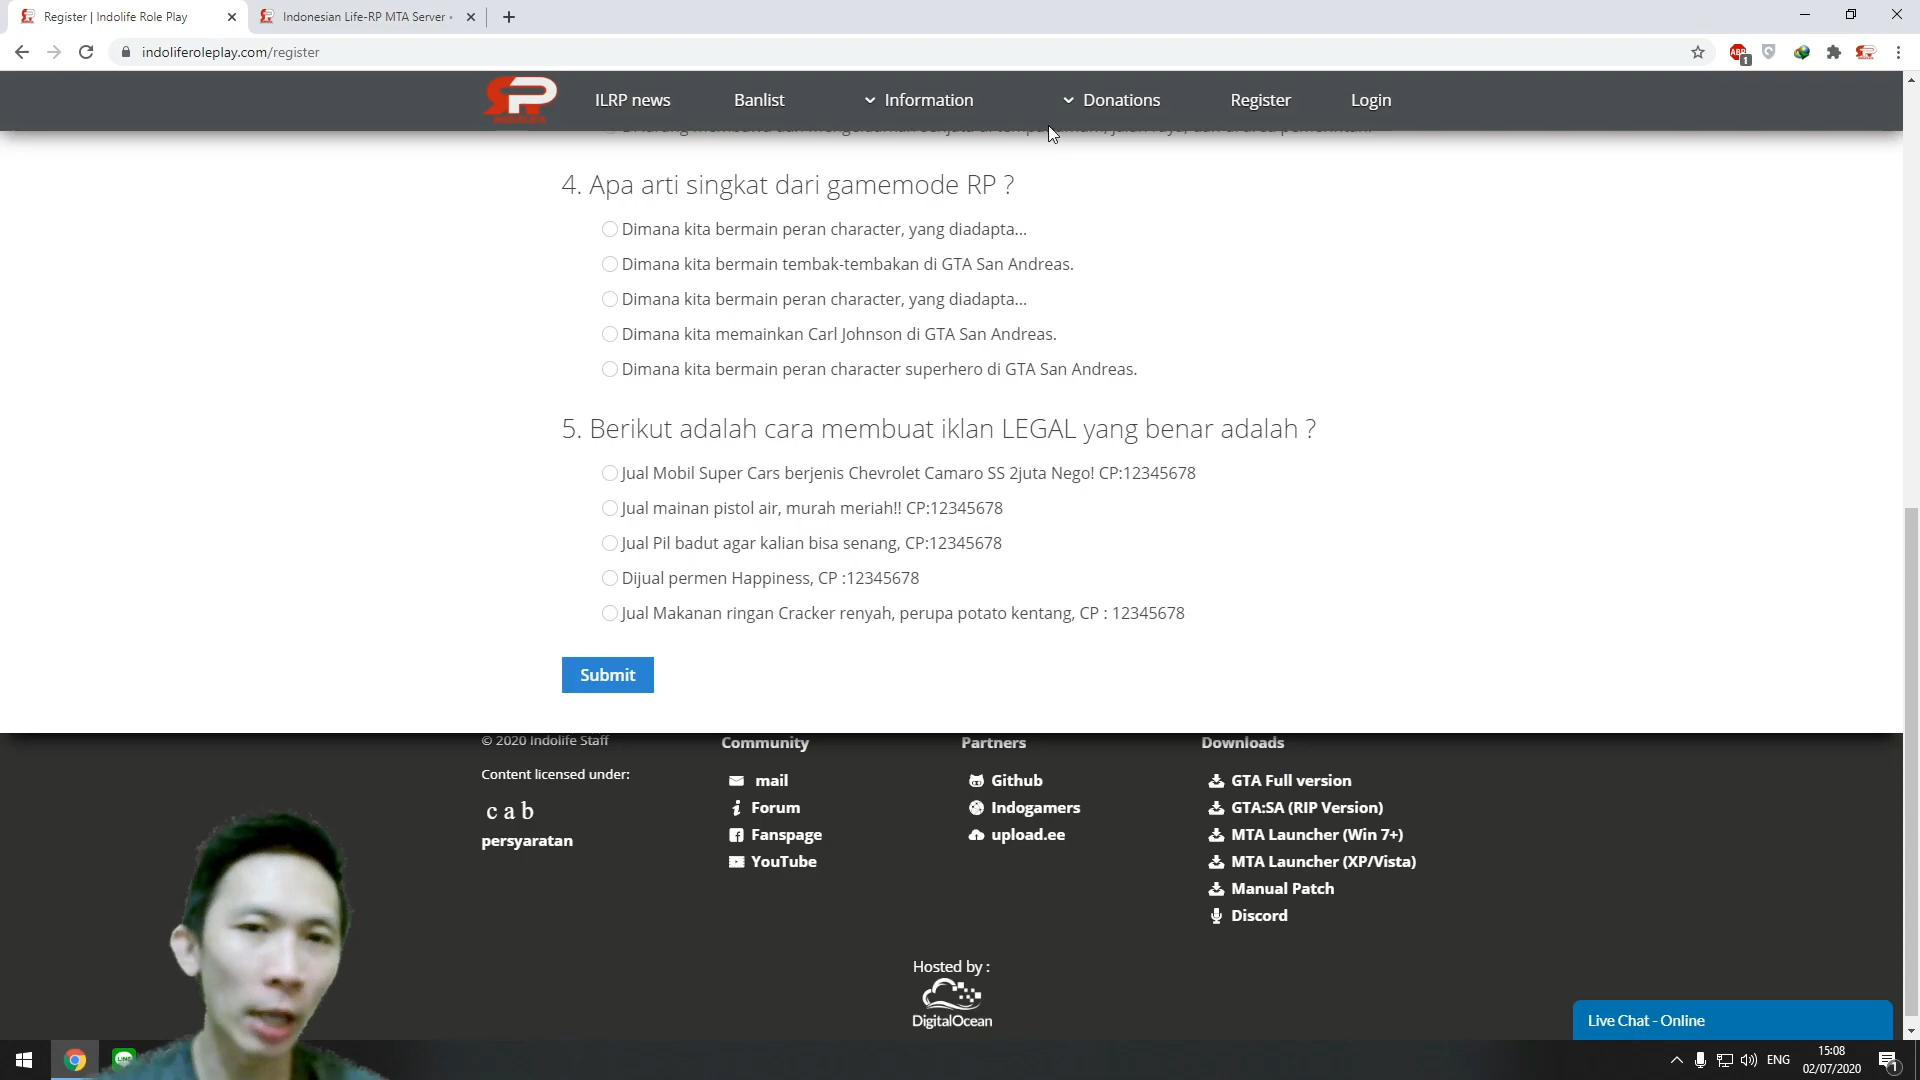 Register | Indolife Role Play
Indonesian Life-RP MTA Server
indoliferoleplay.com/register
ILRP news
Banlist
Information
Donations
Register
Login
4. Apa arti singkat dari gamemode RP ?
Dimana kita bermain peran character, yang diadapta...
Dimana kita bermain tembak-tembakan di GTA San Andreas.
Dimana kita bermain peran character, yang diadapta...
Dimana kita memainkan Carl Johnson di GTA San Andreas.
Dimana kita bermain peran character superhero di GTA San Andreas.
5. Berikut adalah cara membuat iklan LEGAL yang benar adalah ?
Jual Mobil Super Cars berjenis Chevrolet Camaro SS 2juta Nego! CP:12345678
Jual mainan pistol air, murah meriah!! CP:12345678
Jual Pil badut agar kalian bisa senang, CP:12345678
Dijual permen Happiness, CP :12345678
Jual Makanan ringan Cracker renyah, perupa potato kentang, CP : 12345678
Submit
© 2020 Indolife Staff
Content licensed under:
c a b
persyaratan
Community
mail
Forum
Fanspage
YouTube
Partners
Github
Indogamers
upload.ee
Downloads
GTA Full version
GTA:SA (RIP Version)
MTA Launcher (Win 7+)
MTA Launcher (XP/Vista)
Manual Patch
Discord
Hosted by :
DigitalOcean
Live Chat - Online
ENG
15:08
02/07/2020